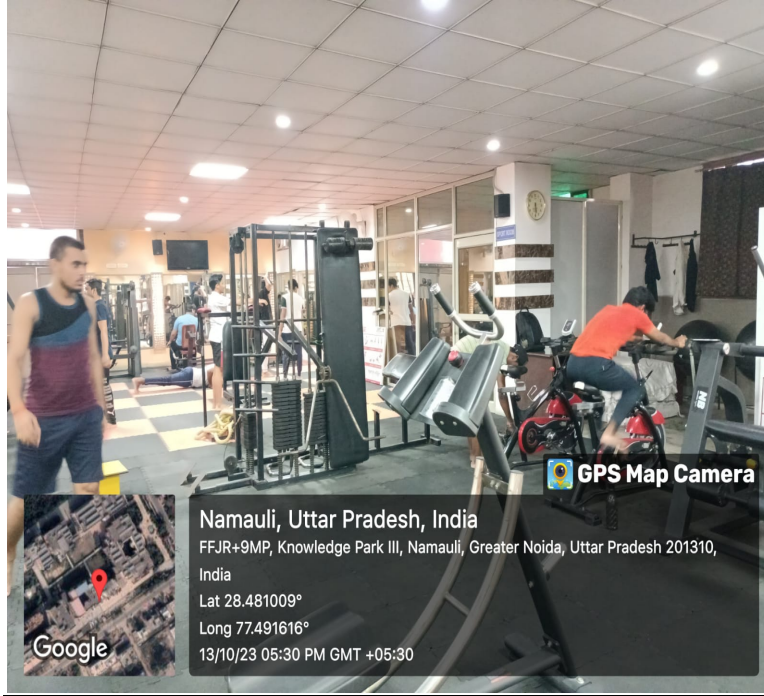 GPS Map Camera
Namauli, Uttar Pradesh, India
FFJR+9MP, Knowledge Park III, Namauli, Greater Noida, Uttar Pradesh 201310,
India
Lat 28.481009°
Long 77.491616°
13/10/23 05:30 PM GMT +05:30
Google